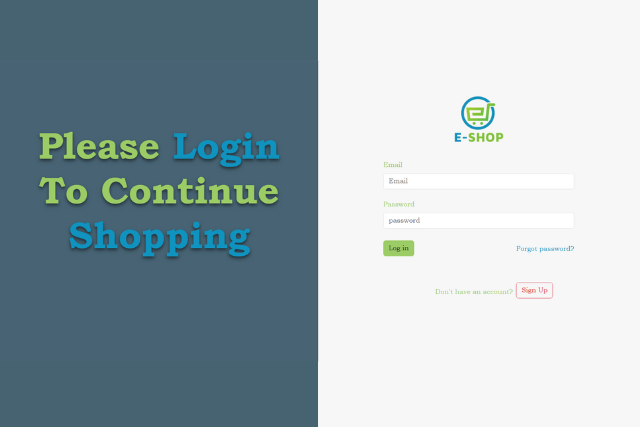 Please Login
To Continue
Shopping
E-SHOP
Email
Email
Password
password
Log in
Forgot password?
Don't have an account?
Sign Up